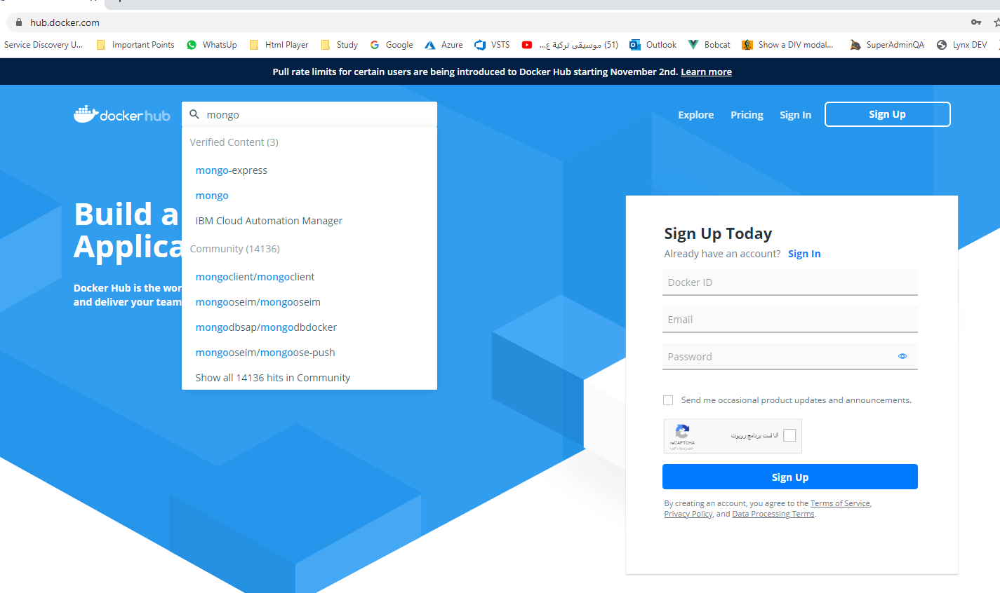 hub.docker.com
Service Discovery U... Important Points WhatsUp Html Player Study Google Azure VSTS (51) موسيقى تركية ع... Outlook Bobcat Show a DIV modal... SuperAdminQA Lynx DEV
Pull rate limits for certain users are being introduced to Docker Hub starting November 2nd. Learn more
docker hub
mongo
Explore Pricing Sign In Sign Up
Verified Content (3)
mongo-express
mongo
IBM Cloud Automation Manager
Community (14136)
mongoclient/mongoclient
mongooseim/mongooseim
mongodbsap/mongodbdocker
mongooseim/mongoose-push
Show all 14136 hits in Community
Build a
Applica
Docker Hub is the wor
and deliver your team
Sign Up Today
Already have an account? Sign In
Docker ID
Email
Password
Send me occasional product updates and announcements.
أنا لست برنامج روبوت
reCAPTCHA
الخصوصية - البنود
Sign Up
By creating an account, you agree to the Terms of Service,
Privacy Policy, and Data Processing Terms.